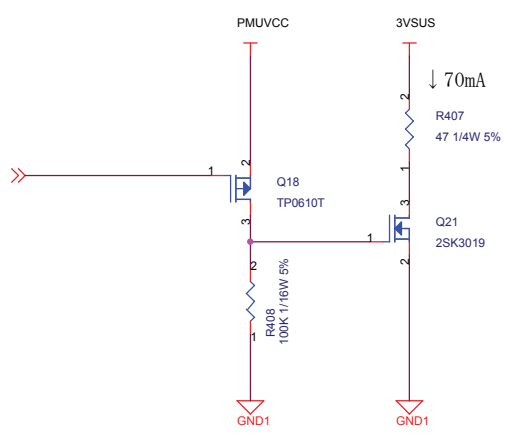 PMUVCC
3VSUS
↓ 70mA
2
R407
47 1/4W 5%
1
1
2
Q18
TP0610T
3
3
Q21
2SK3019
1
2
2
R408
100K 1/16W 5%
1
GND1
GND1